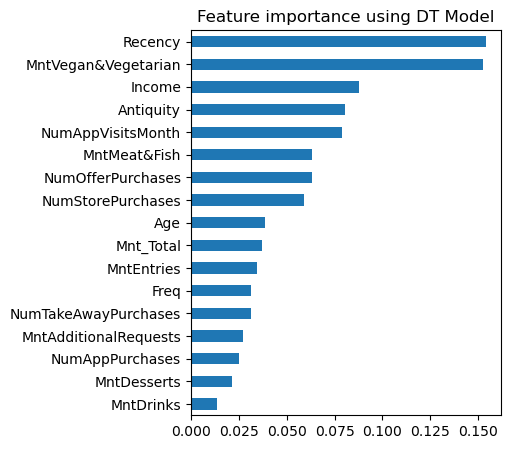 Feature importance using DT Model
Recency
MntVegan&Vegetarian
Income
Antiquity
NumAppVisitsMonth
MntMeat&Fish
NumOfferPurchases
NumStorePurchases
Age
Mnt_Total
MntEntries
Freq
NumTakeAwayPurchases
MntAdditionalRequests
NumAppPurchases
MntDesserts
MntDrinks
0.000 0.025 0.050 0.075 0.100 0.125 0.150